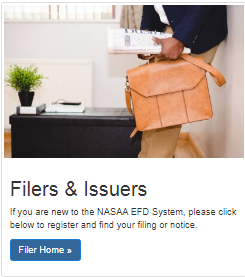 Filers & Issuers
If you are new to the NASAA EFD System, please click
below to register and find your filing or notice.
Filer Home »